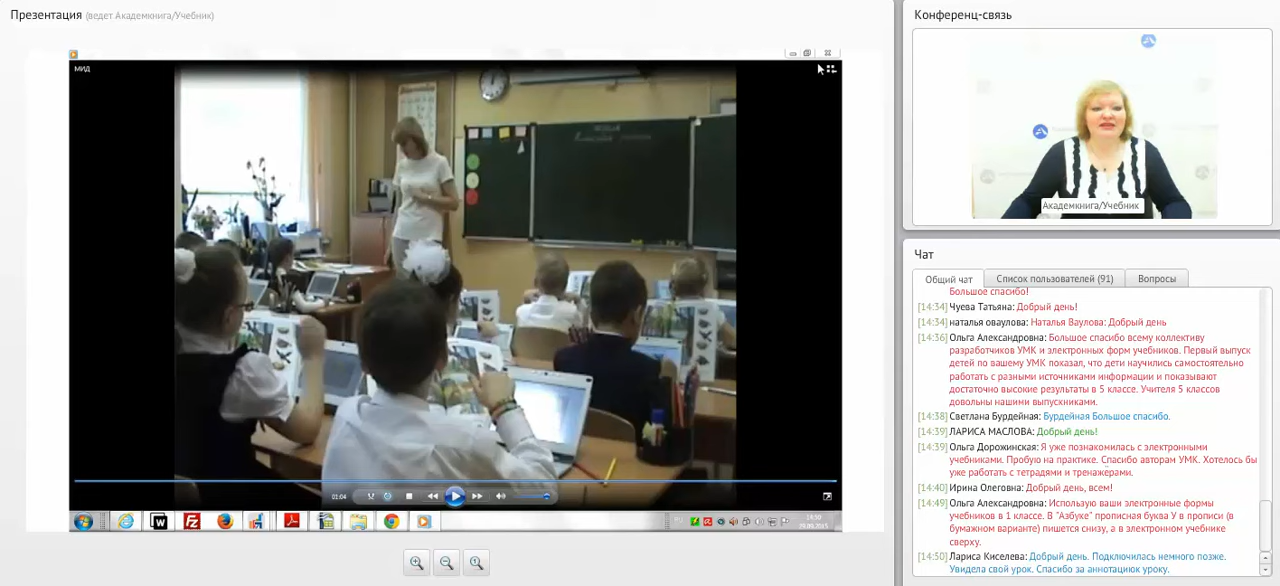 Презентация (ведет Академкнига/Учебник)
МИД
01:04
14:50
Конференц-связь
Академкнига/Учебник
Чат
Общий чат
Список пользователей (91)
Вопросы
Большое спасибо!
[14:34] Чуева Татьяна: Добрый день!
[14:34] наталья оваулова: Наталья Ваулова: Добрый день
[14:36] Ольга Александровна: Большое спасибо всему коллективу
разработчиков УМК и электронных форм учебников. Первый выпуск
детей по вашему УМК показал, что дети научились самостоятельно
работать с разными источниками информации и показывают
достаточно высокие результаты в 5 классе. Учителя 5 классов
довольны нашими выпускниками.
[14:38] Светлана Бурдейная: Бурдейная Большое спасибо.
[14:39] ЛАРИСА МАСЛОВА: Добрый день!
[14:39] Ольга Дорожинская: Я уже познакомилась с электронными
учебниками. Пробую на практике. Спасибо авторам УМК. Хотелось бы
уже работать с тетрадями и тренажёрами.
[14:40] Ирина Олеговна: Добрый день, всем!
[14:49] Ольга Александровна: Использую ваши электронные формы
учебников в 1 классе. В "Азбуке" прописная буква У в прописи (в
бумажном варианте) пишется снизу, а в электронном учебнике
сверху.
[14:50] Лариса Киселева: Добрый день. Подключилась немного позже.
Увидела свой урок. Спасибо за аннотациюк уроку.